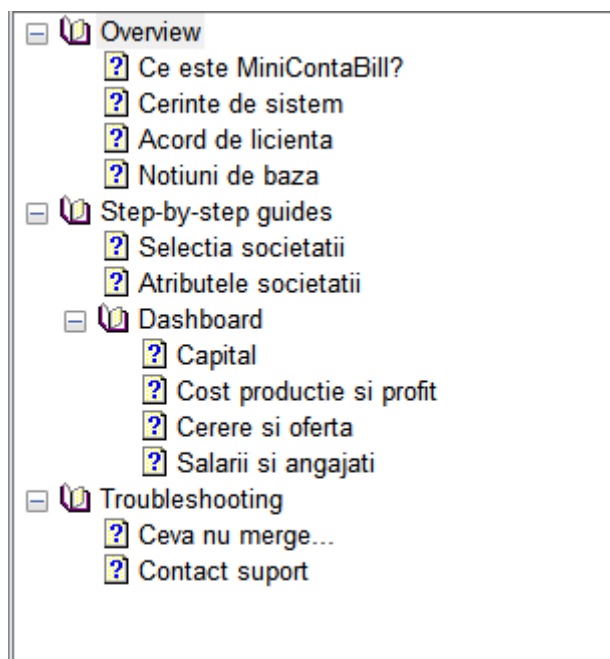 Overview
Ce este MiniContaBill?
Cerinte de sistem
Acord de licienta
Notiuni de baza
Step-by-step guides
Selectia societatii
Atributele societatii
Dashboard
Capital
Cost productie si profit
Cerere si oferta
Salarii si angajati
Troubleshooting
Ceva nu merge...
Contact suport